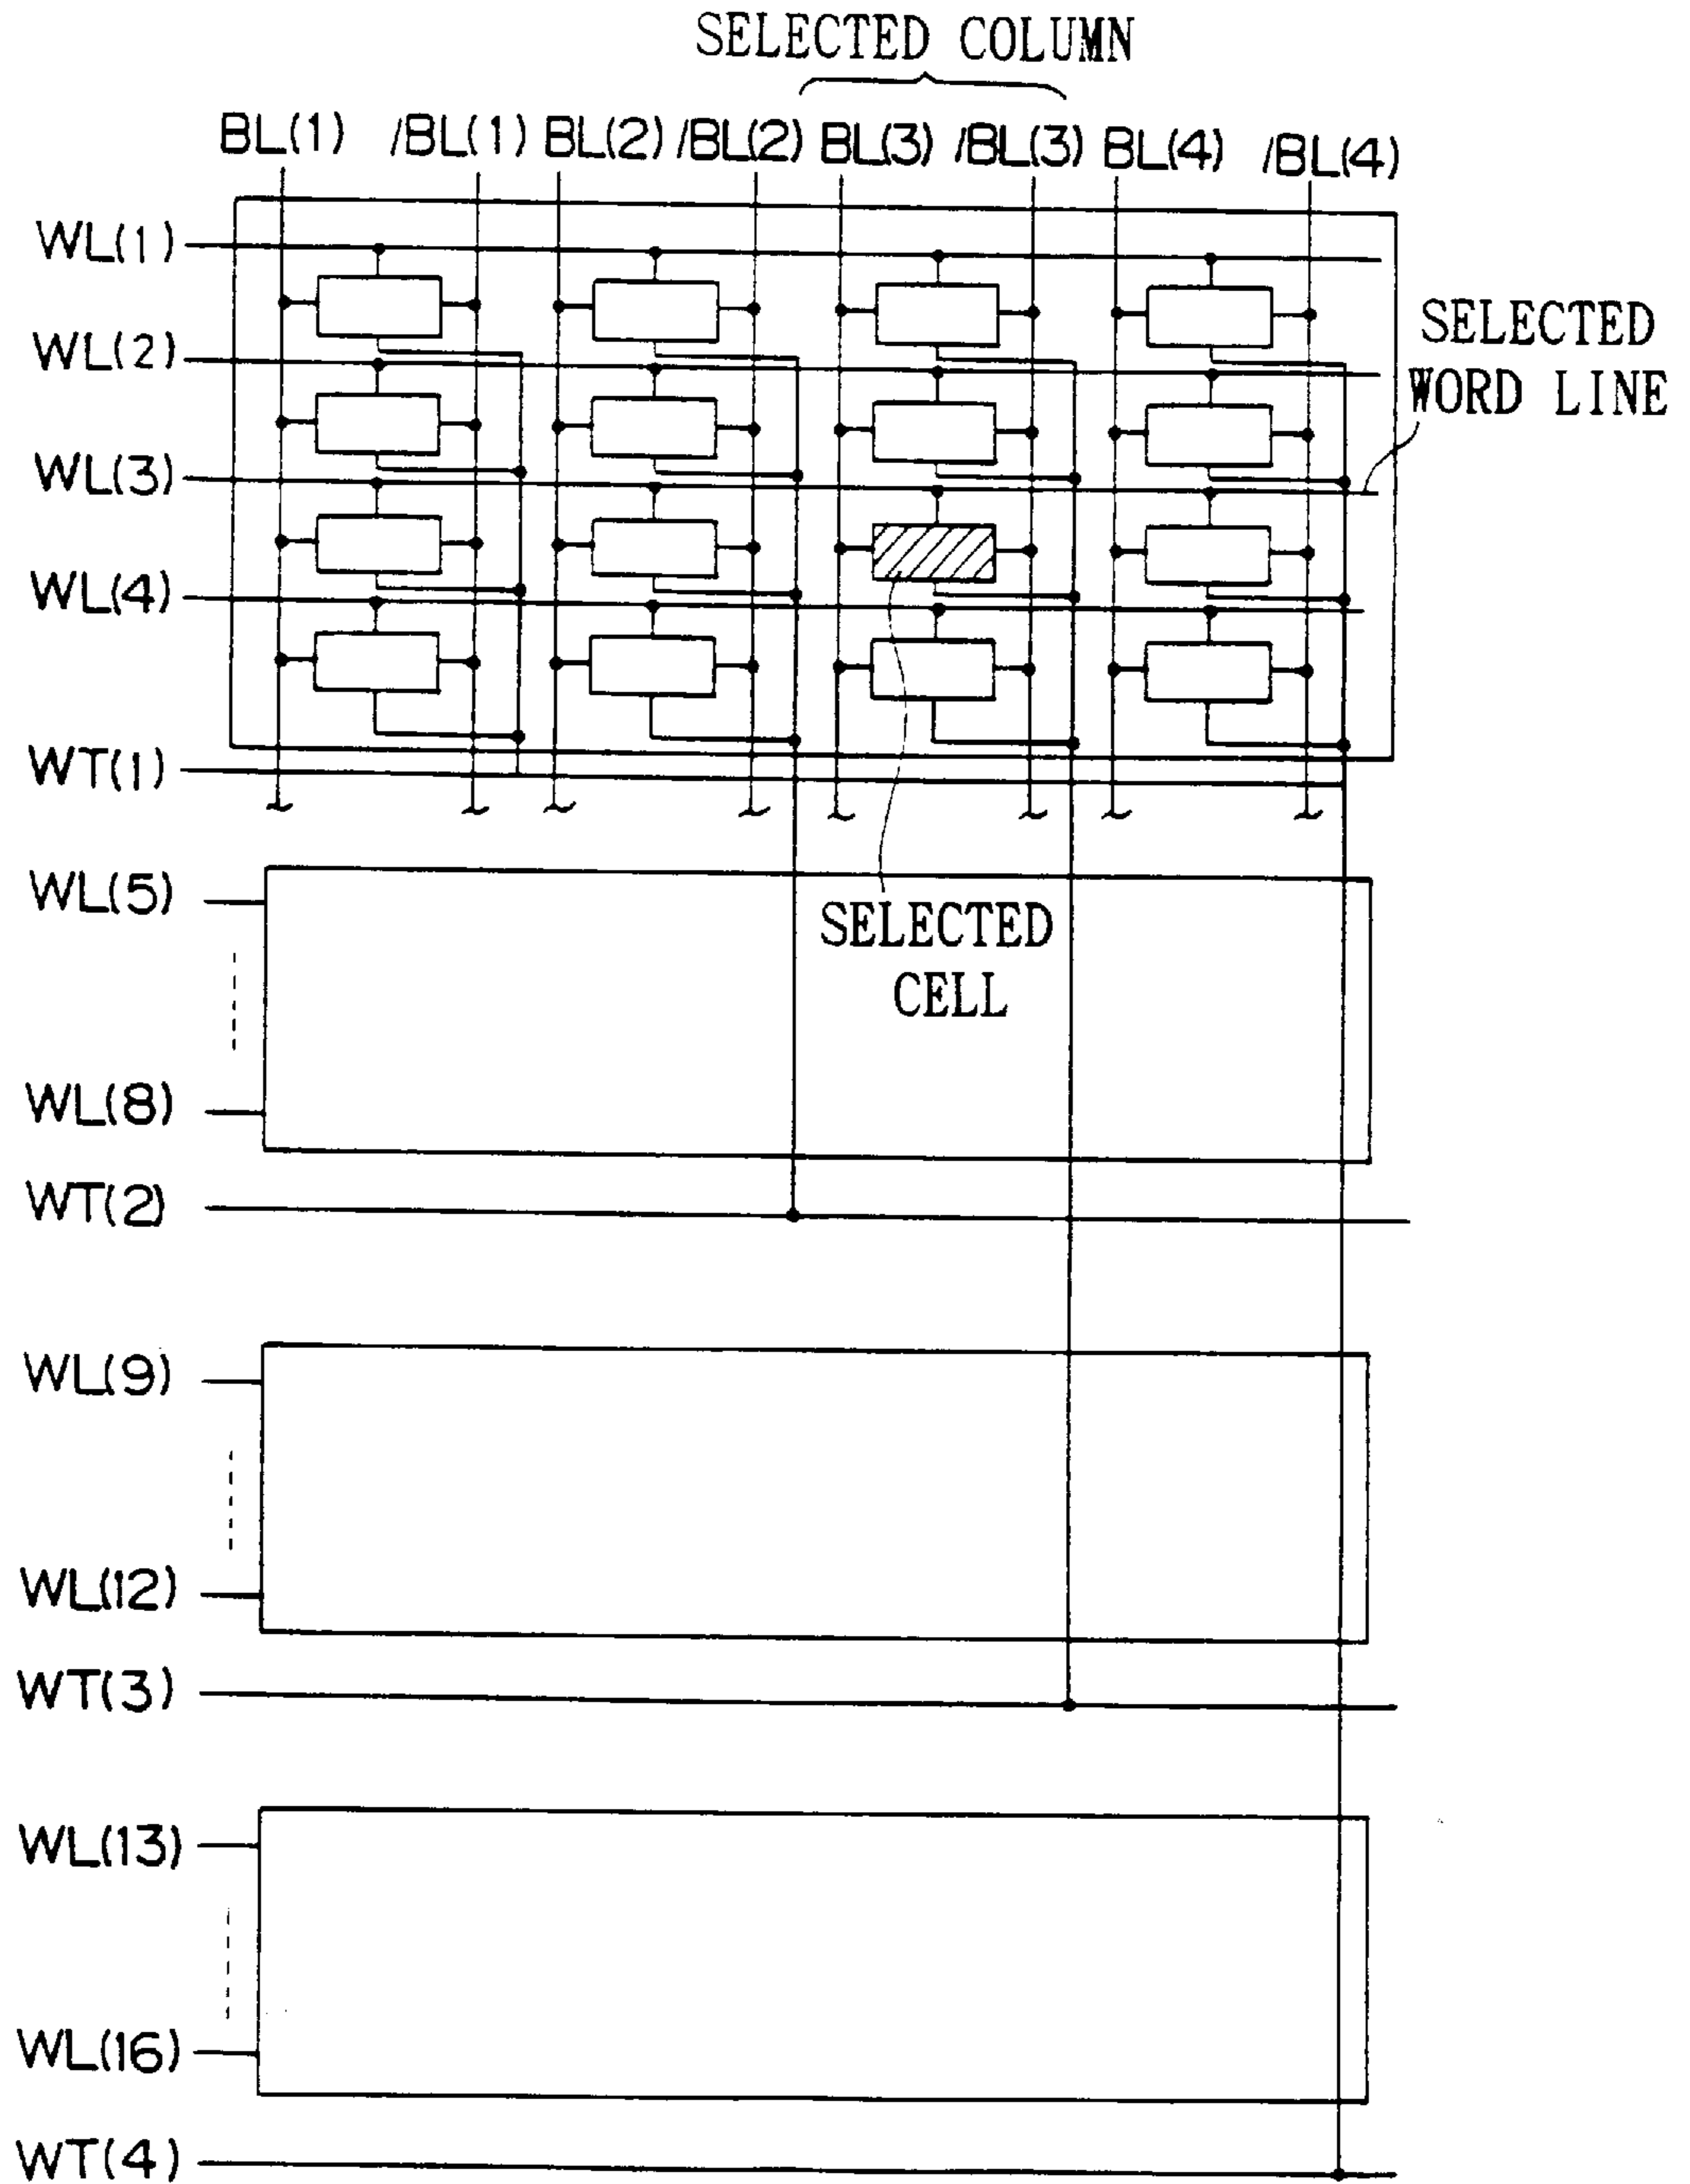 SELECTED COLUMN
BL(1) /BL(1) BL(2) /BL(2) BL(3) /BL(3) BL(4) /BL(4)
WL(1)
SELECTED
WORD LINE
WL(2)
WL(3)
WL(4)
WT(1)
WL(5)
SELECTED
CELL
WL(8)
WT(2)
WL(9)
WL(12)
WT(3)
WL(13)
WL(16)
WT(4)